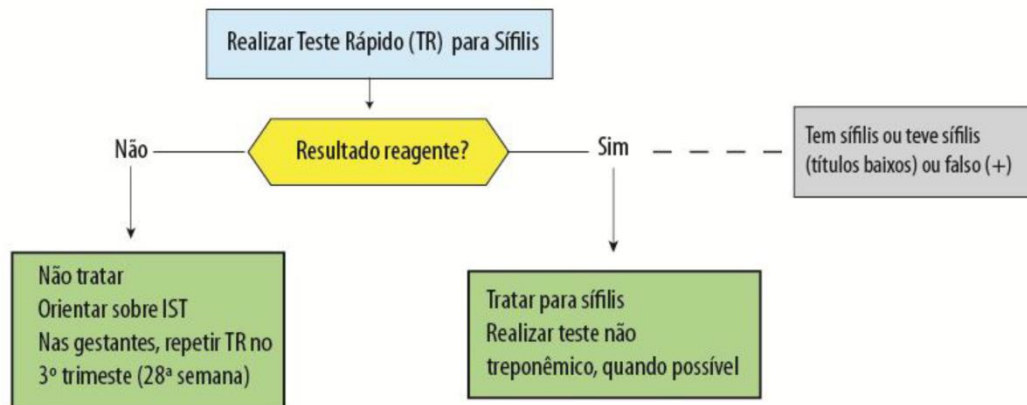 Realizar Teste Rápido (TR) para Sífilis
Resultado reagente?
Não
Sim
Tem sífilis ou teve sífilis
(títulos baixos) ou falso (+)
Não tratar
Orientar sobre IST
Nas gestantes, repetir TR no
3º trimestre (28ª semana)
Tratar para sífilis
Realizar teste não
treponêmico, quando possível